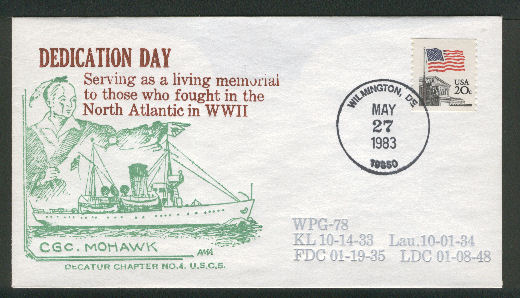 DEDICATION DAY
Serving as a living memorial
to those who fought in the
North Atlantic in WWII
USA
20c
WILMINGTON, DE
MAY
27
1983
19850
CGC. MOHAWK
DECATUR CHAPTER NO.4. U.S.C.S.
WPG-78
KL 10-14-33 Lau.10-01-34
FDC 01-19-35 LDC 01-08-48